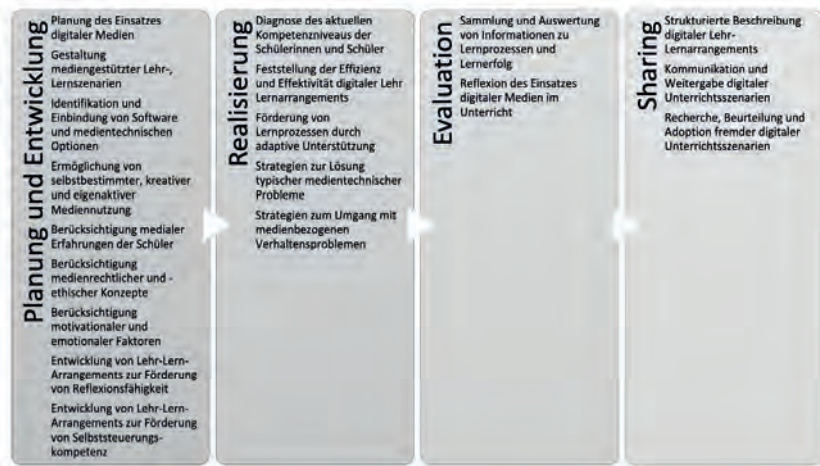 Planung und Entwicklung
Planung des Einsatzes
digitaler Medien
Gestaltung
mediengestützter Lehr-,
Lernszenarien
Identifikation und
Einbindung von Software
und medientechnischen
Optionen
Ermöglichung von
selbstbestimmter, kreativer
und eigenaktiver
Mediennutzung
Berücksichtigung medialer
Erfahrungen der Schüler
Berücksichtigung
medienrechtlicher und -
ethischer Konzepte
Berücksichtigung
motivationaler und
emotionaler Faktoren
Entwicklung von Lehr-Lern-
Arrangements zur Förderung
von Reflexionsfähigkeit
Entwicklung von Lehr-Lern-
Arrangements zur Förderung
von Selbststeuerungs-
kompetenz
Realisierung
Diagnose des aktuellen
Kompetenzniveaus der
Schülerinnen und Schüler
Feststellung der Effizienz
und Effektivität digitaler Lehr
Lernarrangements
Förderung von
Lernprozessen durch
adaptive Unterstützung
Strategien zur Lösung
typischer medientechnischer
Probleme
Strategien zum Umgang mit
medienbezogenen
Verhaltensproblemen
Evaluation
Sammlung und Auswertung
von Informationen zu
Lernprozessen und
Lernerfolg
Reflexion des Einsatzes
digitaler Medien im
Unterricht
Sharing
Strukturierte Beschreibung
digitaler Lehr-
Lernarrangements
Kommunikation und
Weitergabe digitaler
Unterrichtsszenarien
Recherche, Beurteilung und
Adoption fremder digitaler
Unterrichtsszenarien